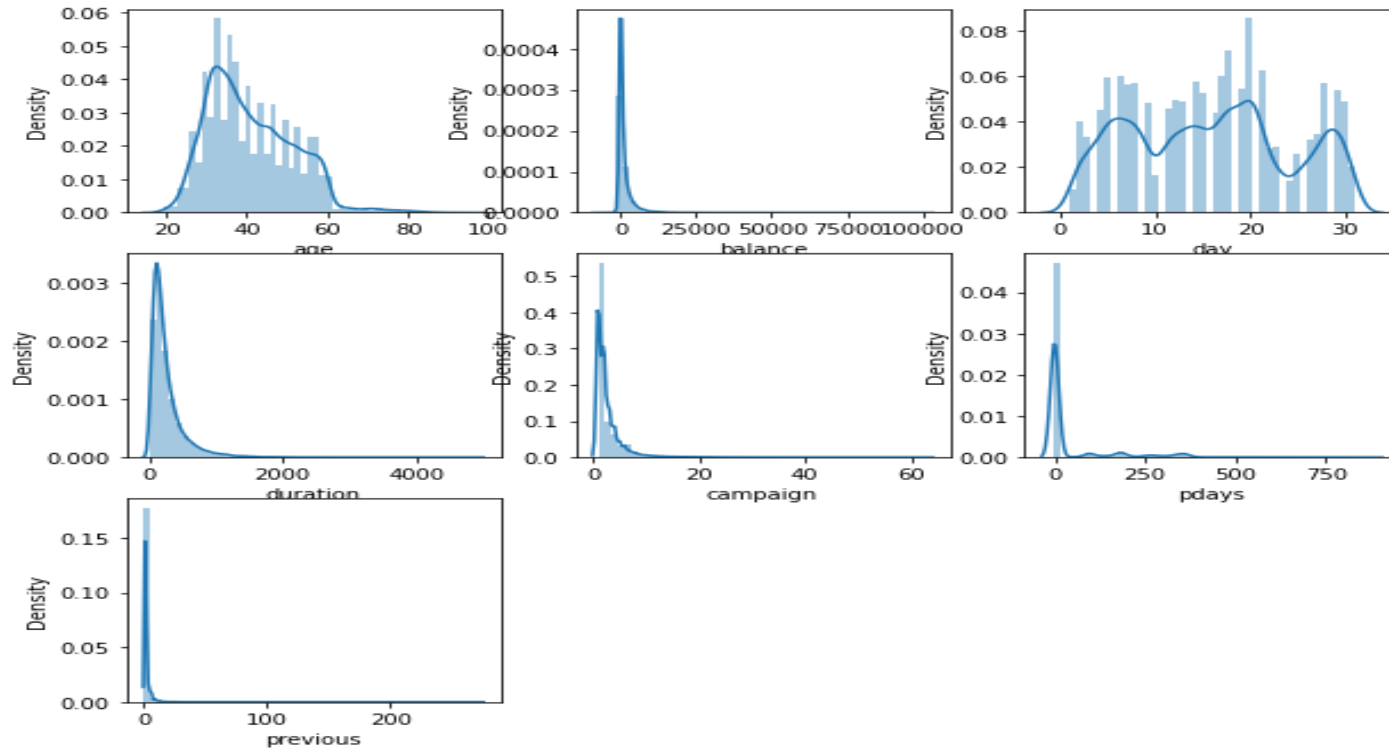 0.06
0.05
0.04
0.03
0.02
0.01
0.00
Density
20 40 60 80 100
age
0.0004
0.0003
0.0002
0.0001
0.0000
Density
0 25000 50000 75000 100000
balance
0.08
0.06
0.04
0.02
0.00
Density
0 10 20 30
day
0.003
0.002
0.001
0.000
Density
0 2000 4000
duration
0.5
0.4
0.3
0.2
0.1
0.0
Density
0 20 40 60
campaign
0.04
0.03
0.02
0.01
0.00
Density
0 250 500 750
pdays
0.15
0.10
0.05
0.00
Density
0 100 200
previous